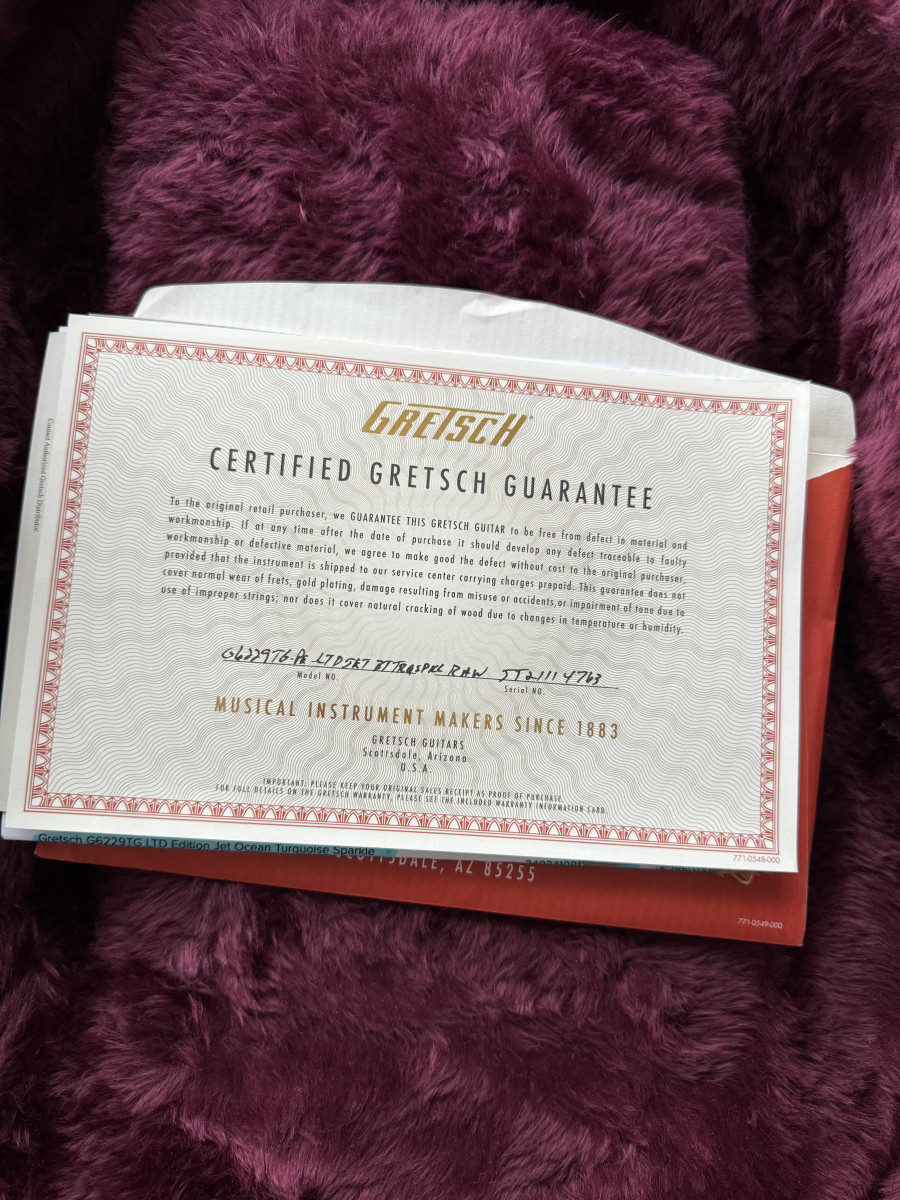 GRETSCH
CERTIFIED GRETSCH GUARANTEE
To the original retail purchaser, we GUARANTEE THIS GRETSCH GUITAR to be free from defect in material and
workmanship. If at any time after the date of purchase it should develop any defect traceable to faulty
workmanship or defective material, we agree to make good the defect without cost to the original purchaser,
provided that the instrument is shipped to our service center carrying charges prepaid. This guarantee does not
cover normal wear of frets, gold plating, damage resulting from misuse or accidents,or impairment of tone due to
use of improper strings; nor does it cover natural cracking of wood due to changes in temperature or humidity.
G6229TG-PE LTD JET BT TRQSPKL RAW JT2111 4763
Model NO. Serial NO.
MUSICAL INSTRUMENT MAKERS SINCE 1883
GRETSCH GUITARS
Scottsdale, Arizona
U.S.A.
IMPORTANT: PLEASE KEEP YOUR ORIGINAL SALES RECEIPT AS PROOF OF PURCHASE.
FOR FULL DETAILS ON THE GRETSCH WARRANTY, PLEASE SEE THE INCLUDED WARRANTY INFORMATION CARD.
771-0548-000
Contact Authorized Gretsch Distributor.
Gretsch G6229TG LTD Edition Jet Ocean Turquoise Sparkle
SCOTTSDALE, AZ 85255
771-0549-000